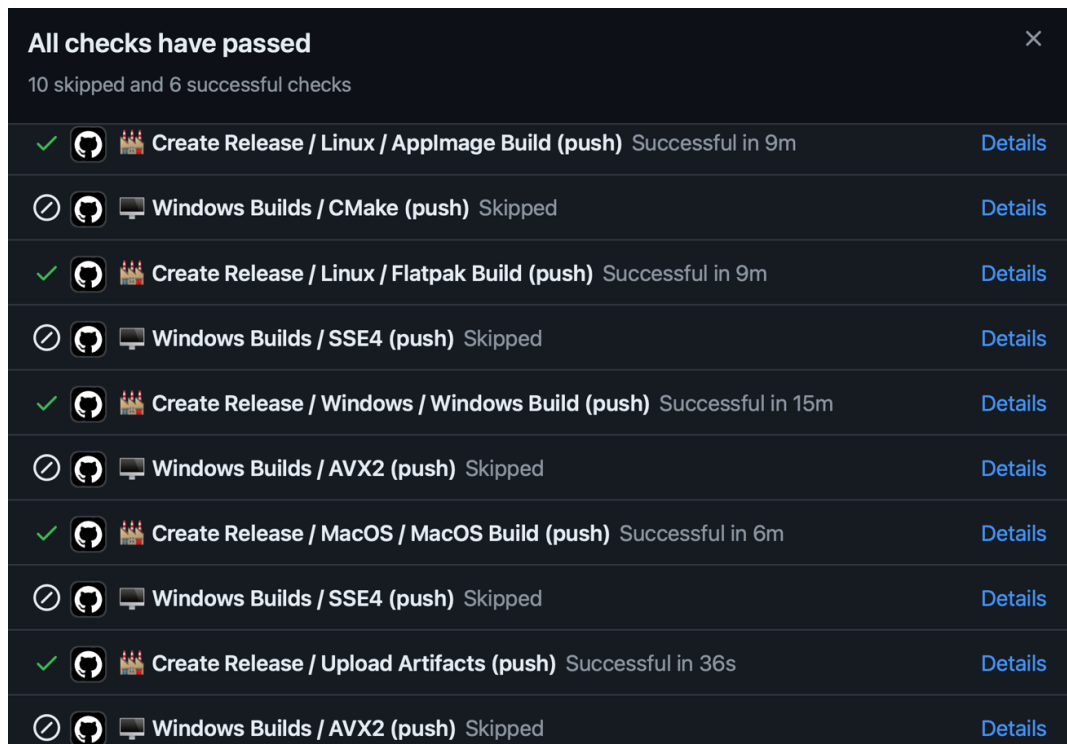 All checks have passed
10 skipped and 6 successful checks
Create Release / Linux / AppImage Build (push) Successful in 9m Details
Windows Builds / CMake (push) Skipped Details
Create Release / Linux / Flatpak Build (push) Successful in 9m Details
Windows Builds / SSE4 (push) Skipped Details
Create Release / Windows / Windows Build (push) Successful in 15m Details
Windows Builds / AVX2 (push) Skipped Details
Create Release / MacOS / MacOS Build (push) Successful in 6m Details
Windows Builds / SSE4 (push) Skipped Details
Create Release / Upload Artifacts (push) Successful in 36s Details
Windows Builds / AVX2 (push) Skipped Details